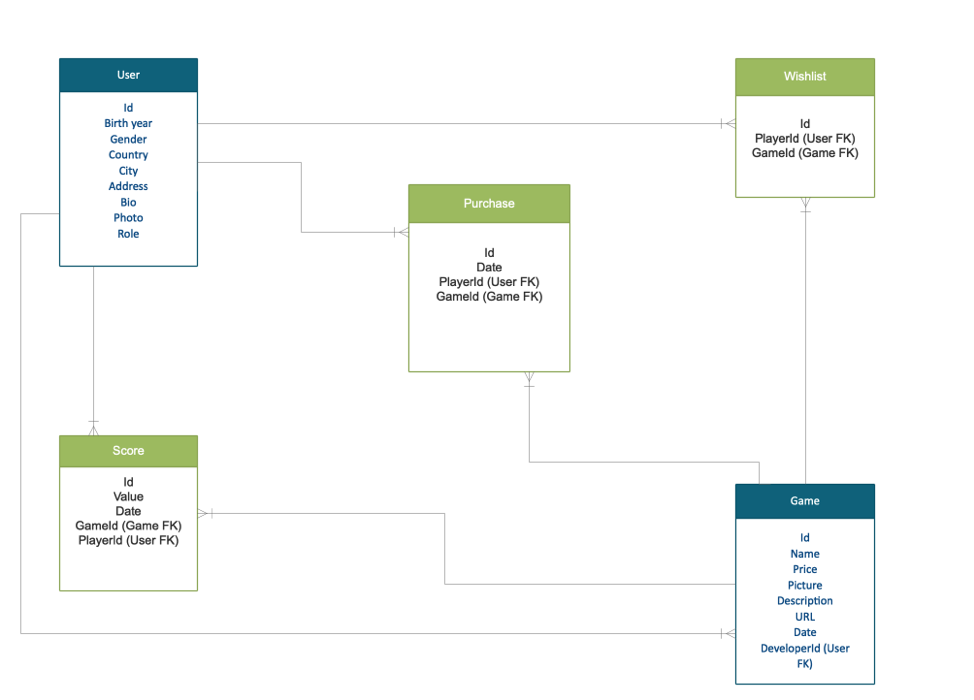 User
Id
Birth year
Gender
Country
City
Address
Bio
Photo
Role
Wishlist
Id
PlayerId (User FK)
GameId (Game FK)
Purchase
Id
Date
PlayerId (User FK)
GameId (Game FK)
Score
Id
Value
Date
GameId (Game FK)
PlayerId (User FK)
Game
Id
Name
Price
Picture
Description
URL
Date
DeveloperId (User
FK)